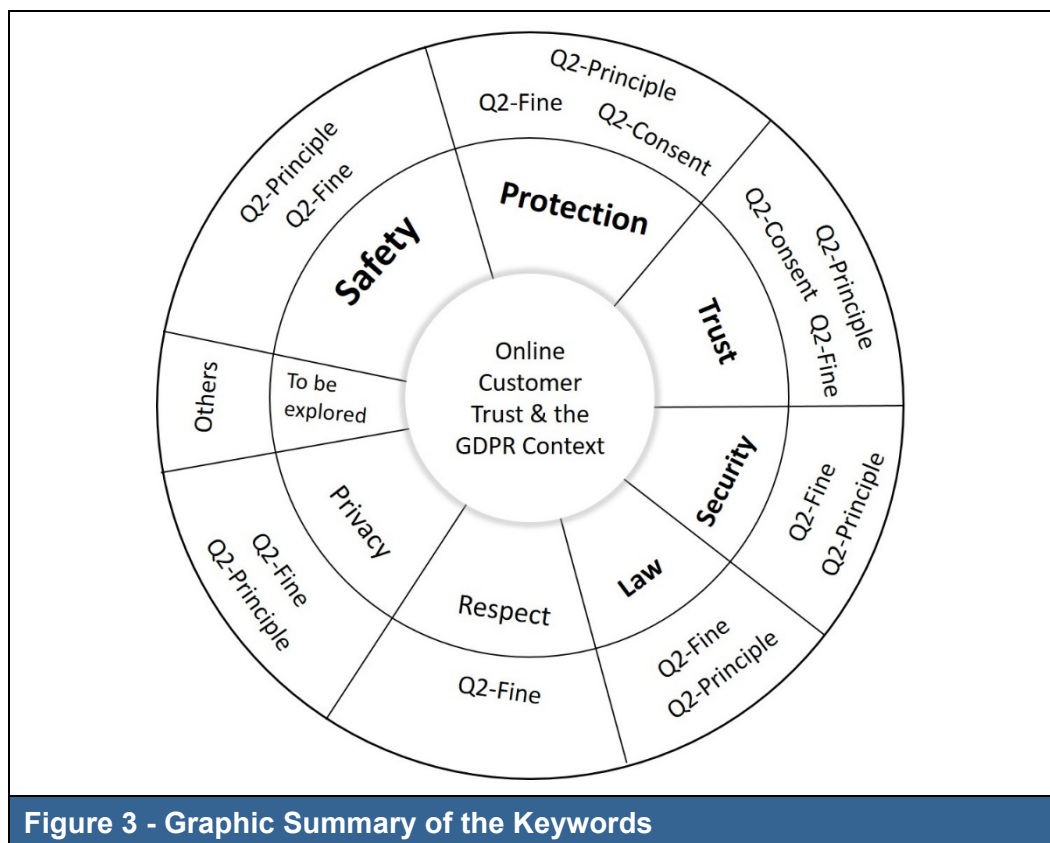 Q2-Principle
Q2-Fine
Q2-Consent
Protection
Q2-Principle
Q2-Consent
Q2-Fine
Trust
Q2-Fine
Q2-Principle
Security
Q2-Fine
Q2-Principle
Law
Respect
Q2-Fine
Privacy
Q2-Fine
Q2-Principle
Others
To be
explored
Q2-Principle
Q2-Fine
Safety
Online
Customer
Trust & the
GDPR Context
Figure 3 - Graphic Summary of the Keywords